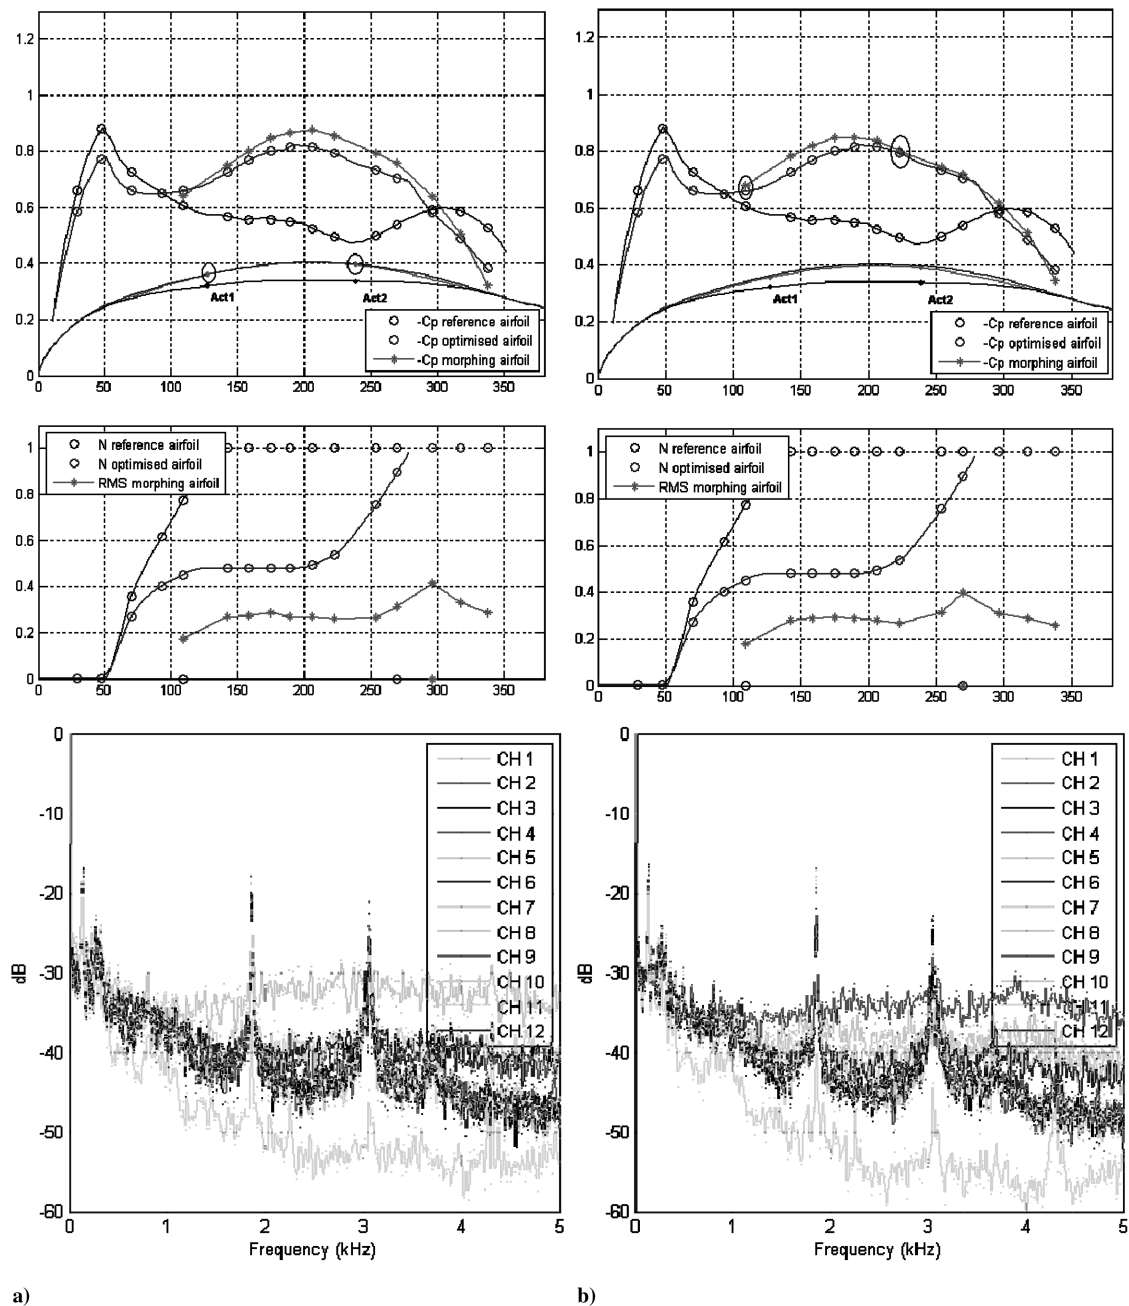 1.2
1
0.8
0.6
0.4
0.2
0
0 50 100 150 200 250 300 350
Act1 Act2
-Cp reference airfoil
-Cp optimised airfoil
-Cp morphing airfoil
1.2
1
0.8
0.6
0.4
0.2
0
0 50 100 150 200 250 300 350
Act1 Act2
-Cp reference airfoil
-Cp optimised airfoil
-Cp morphing airfoil
1
0.8
0.6
0.4
0.2
0
0 50 100 150 200 250 300 350
N reference airfoil
N optimised airfoil
RMS morphing airfoil
1
0.8
0.6
0.4
0.2
0
0 50 100 150 200 250 300 350
N reference airfoil
N optimised airfoil
RMS morphing airfoil
0
-10
-20
-30
-40
-50
-60
dB
0 1 2 3 4 5
Frequency (kHz)
CH 1
CH 2
CH 3
CH 4
CH 5
CH 6
CH 7
CH 8
CH 9
CH 10
CH 11
CH 12
0
-10
-20
-30
-40
-50
-60
dB
0 1 2 3 4 5
Frequency (kHz)
CH 1
CH 2
CH 3
CH 4
CH 5
CH 6
CH 7
CH 8
CH 9
CH 10
CH 11
CH 12
a) b)